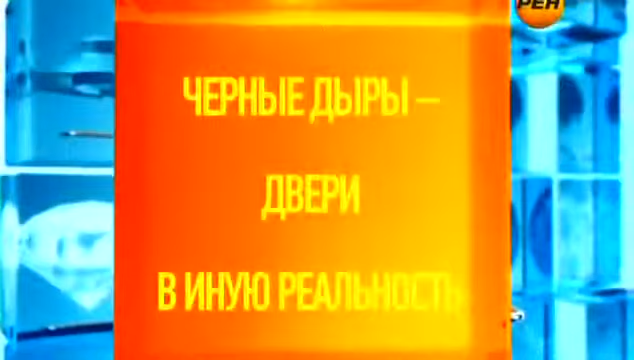 РЕН
ЧЕРНЫЕ ДЫРЫ –
ДВЕРИ
В ИНУЮ РЕАЛЬНОСТЬ